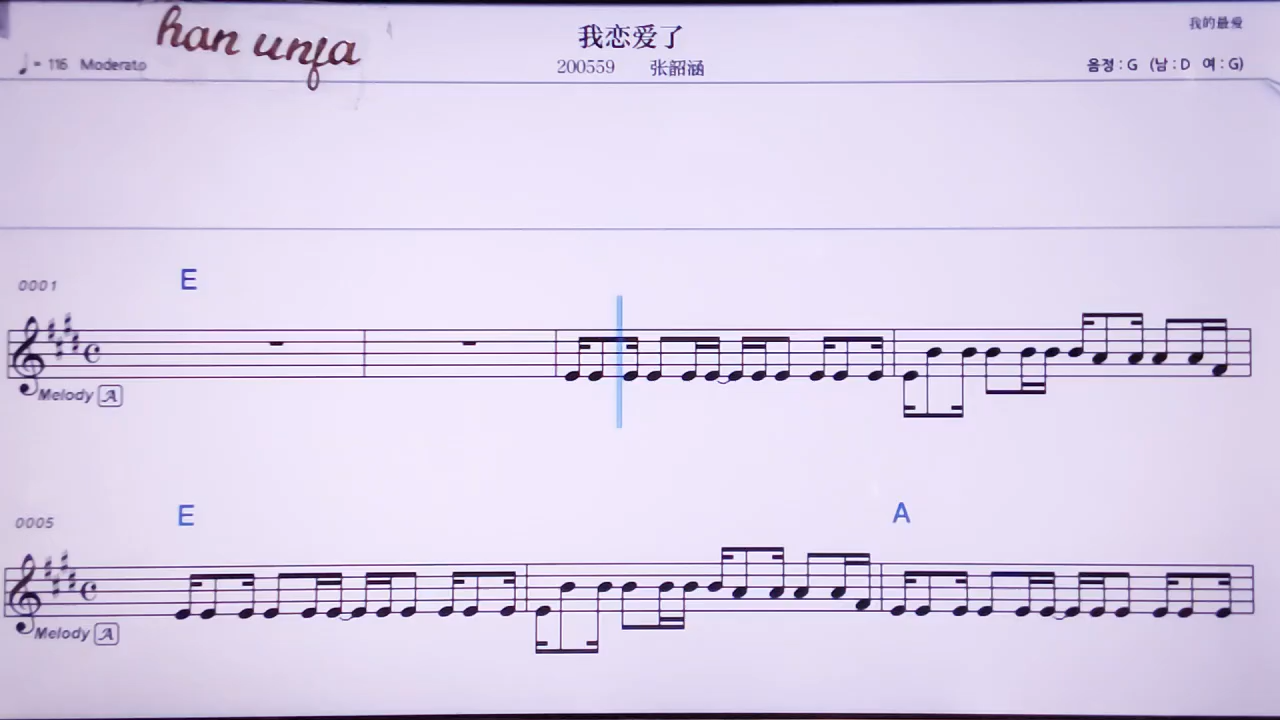 han unfa
我恋爱了
我的最爱
♩= 116 Moderato
200559 张韶涵
음정 : G (남 : D 여 : G)
0001
E
Melody A
0005
E
A
Melody A